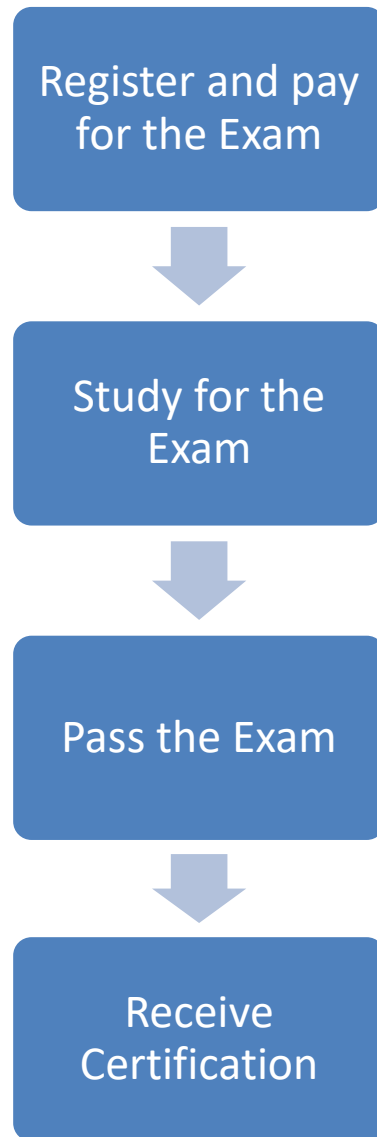 Register and pay
for the Exam
Study for the
Exam
Pass the Exam
Receive
Certification